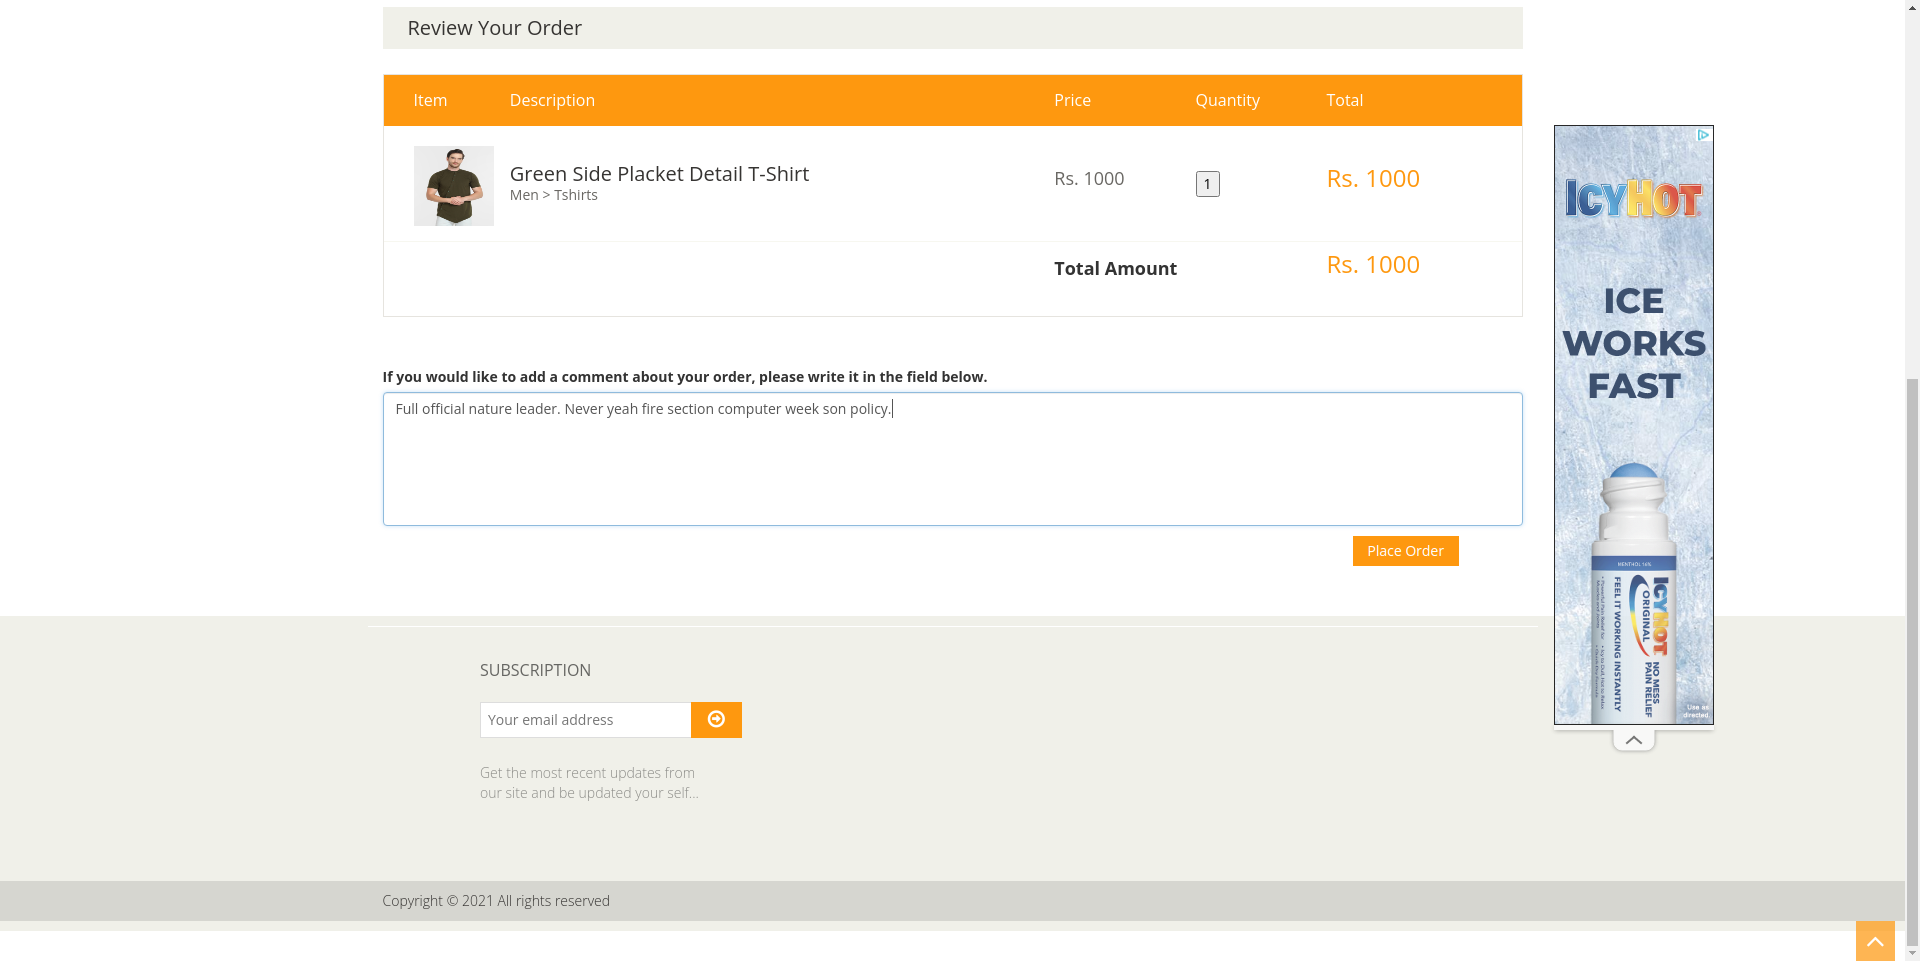 Review Your Order
Item Description Price Quantity Total
Green Side Placket Detail T-Shirt
Men > Tshirts
Rs. 1000
1
Rs. 1000
Total Amount
Rs. 1000
If you would like to add a comment about your order, please write it in the field below.
Full official nature leader. Never yeah fire section computer week son policy.
Place Order
SUBSCRIPTION
Your email address
Get the most recent updates from
our site and be updated your self...
Copyright © 2021 All rights reserved
ICYHOT
ICE
WORKS
FAST
MENTHOL 16%
ICYHOT
ORIGINAL
NO MESS
PAIN RELIEF
FEEL IT WORKING INSTANTLY
Use as
directed.